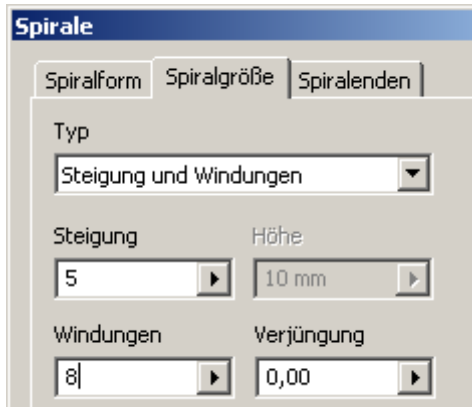 Spirale
Spiralform Spiralgröße Spiralenden
Typ
Steigung und Windungen
Steigung Höhe
5 10 mm
Windungen Verjüngung
8 0,00